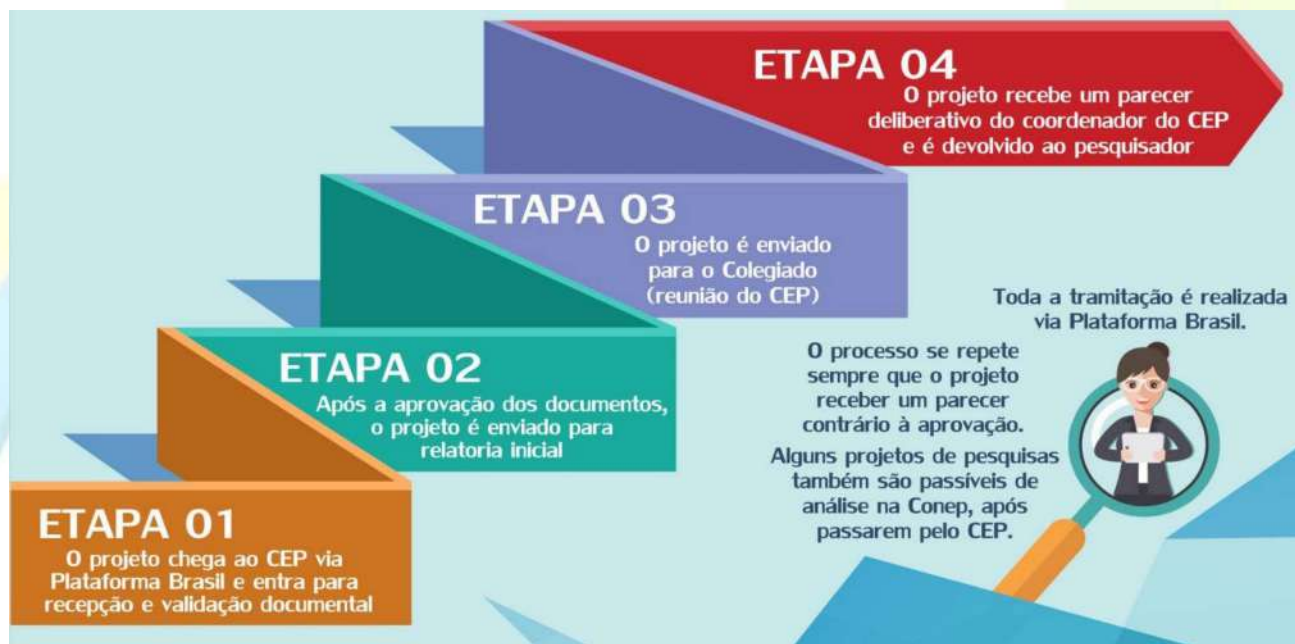 ETAPA 04
O projeto recebe um parecer
deliberativo do coordenador do CEP
e é devolvido ao pesquisador
ETAPA 03
O projeto é enviado
para o Colegiado
(reunião do CEP)
ETAPA 02
Após a aprovação dos documentos,
o projeto é enviado para
relatoria inicial
ETAPA 01
O projeto chega ao CEP via
Plataforma Brasil e entra para
recepção e validação documental
Toda a tramitação é realizada
via Plataforma Brasil.
O processo se repete
sempre que o projeto
receber um parecer
contrário à aprovação.
Alguns projetos de pesquisas
também são passíveis de
análise na Conep, após
passarem pelo CEP.